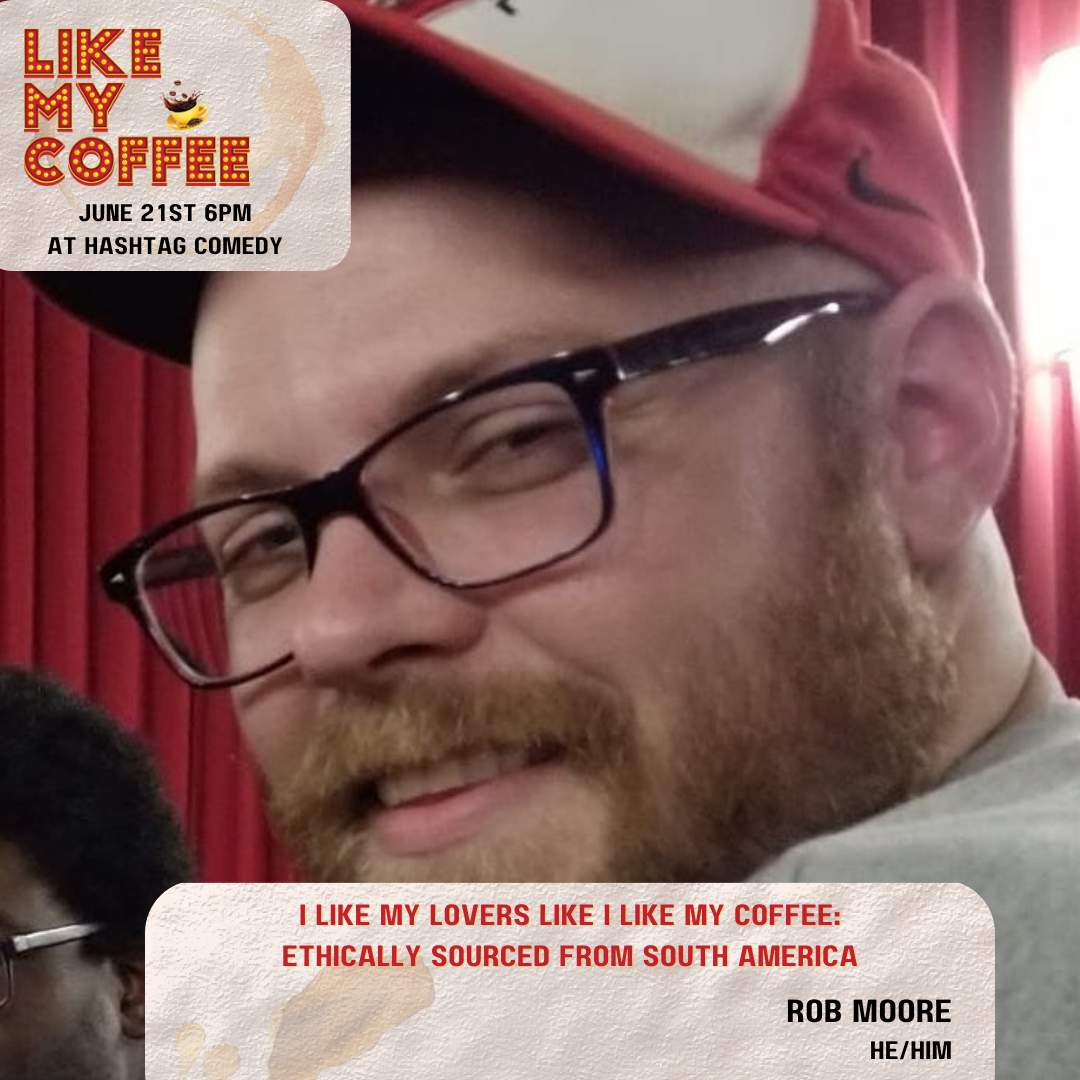 LIKE
MY
COFFEE
JUNE 21ST 6PM
AT HASHTAG COMEDY
I LIKE MY LOVERS LIKE I LIKE MY COFFEE:
ETHICALLY SOURCED FROM SOUTH AMERICA
ROB MOORE
HE/HIM